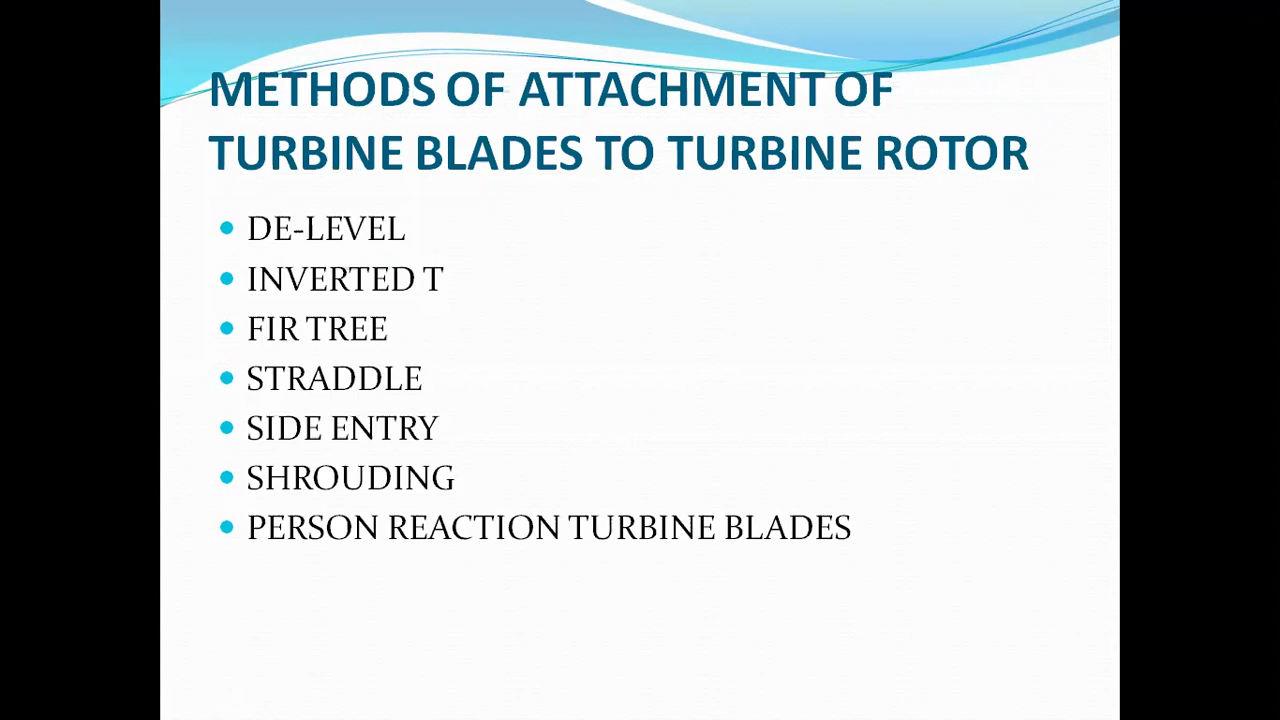 METHODS OF ATTACHMENT OF
TURBINE BLADES TO TURBINE ROTOR
DE-LEVEL
INVERTED T
FIR TREE
STRADDLE
SIDE ENTRY
SHROUDING
PERSON REACTION TURBINE BLADES